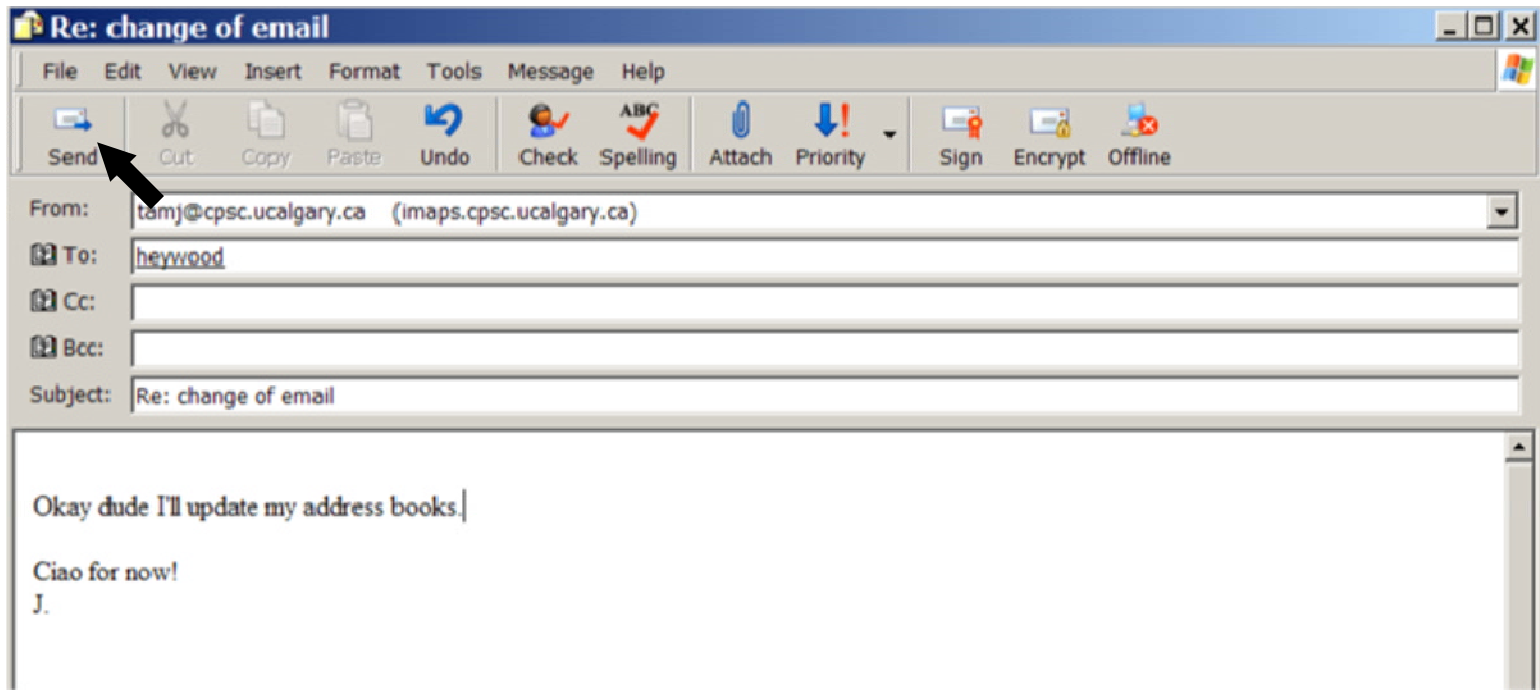 Re: change of email
File Edit View Insert Format Tools Message Help
ABC
Send Cut Copy Paste Undo Check Spelling Attach Priority Sign Encrypt Offline
From: tamj@cpsc.ucalgary.ca (imaps.cpsc.ucalgary.ca)
To: heywood
Cc:
Bcc:
Subject: Re: change of email
Okay dude I'll update my address books.
Ciao for now!
J.